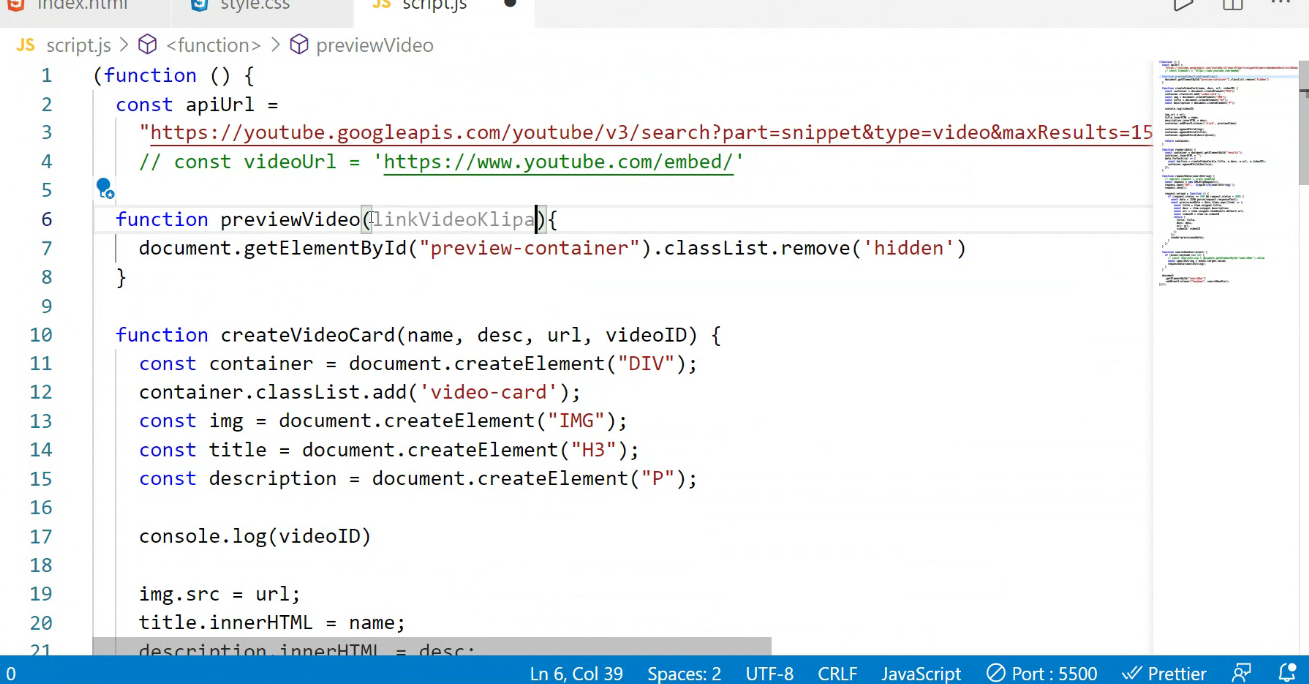 index.html style.css JS script.js
JS script.js > <function> > previewVideo
1 (function () {
2 const apiUrl =
3 "https://youtube.googleapis.com/youtube/v3/search?part=snippet&type=video&maxResults=15
4 // const videoUrl = 'https://www.youtube.com/embed/'
5
6 function previewVideo(linkVideoKlipa){
7 document.getElementById("preview-container").classList.remove('hidden')
8 }
9
10 function createVideoCard(name, desc, url, videoID) {
11 const container = document.createElement("DIV");
12 container.classList.add('video-card');
13 const img = document.createElement("IMG");
14 const title = document.createElement("H3");
15 const description = document.createElement("P");
16
17 console.log(videoID)
18
19 img.src = url;
20 title.innerHTML = name;
21 description.innerHTML = desc;
0 Ln 6, Col 39 Spaces: 2 UTF-8 CRLF JavaScript Port : 5500 Prettier